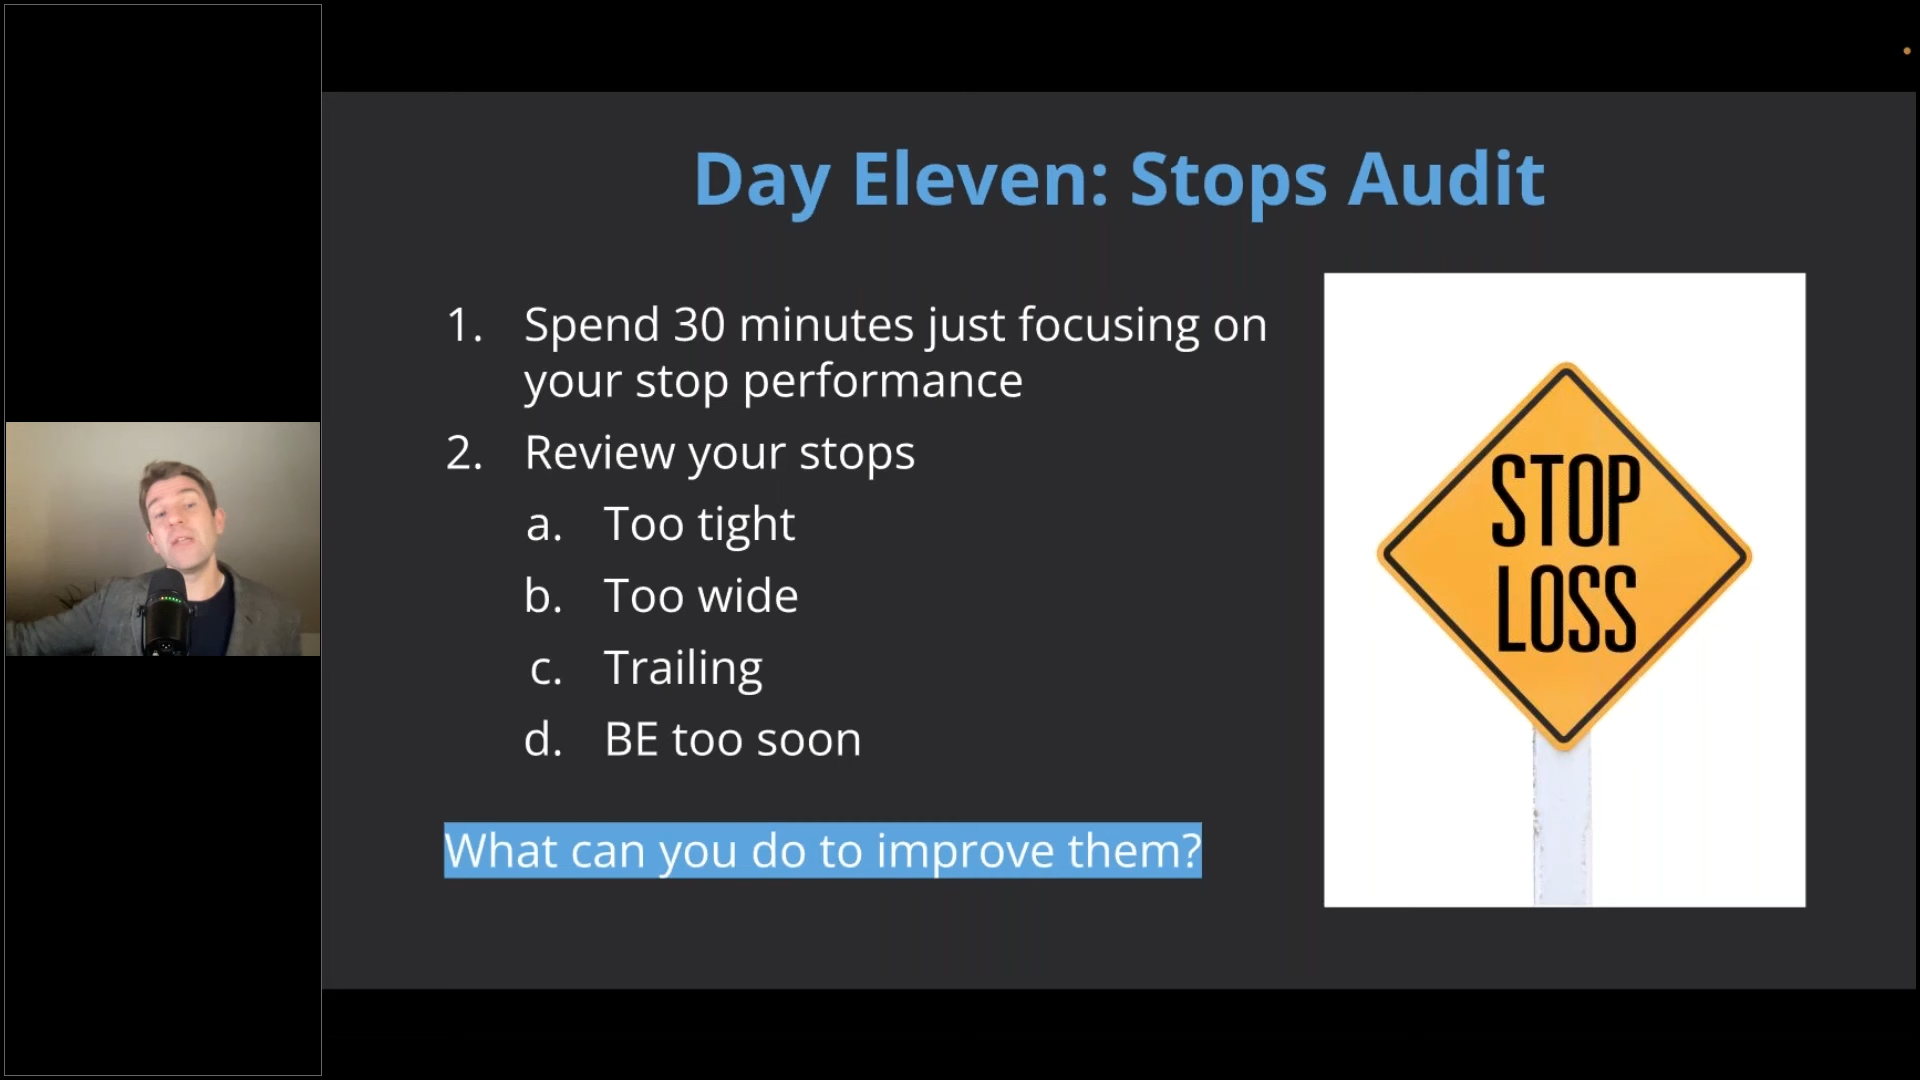 Day Eleven: Stops Audit
1. Spend 30 minutes just focusing on
your stop performance
2. Review your stops
a. Too tight
b. Too wide
c. Trailing
d. BE too soon
What can you do to improve them?
STOP
LOSS